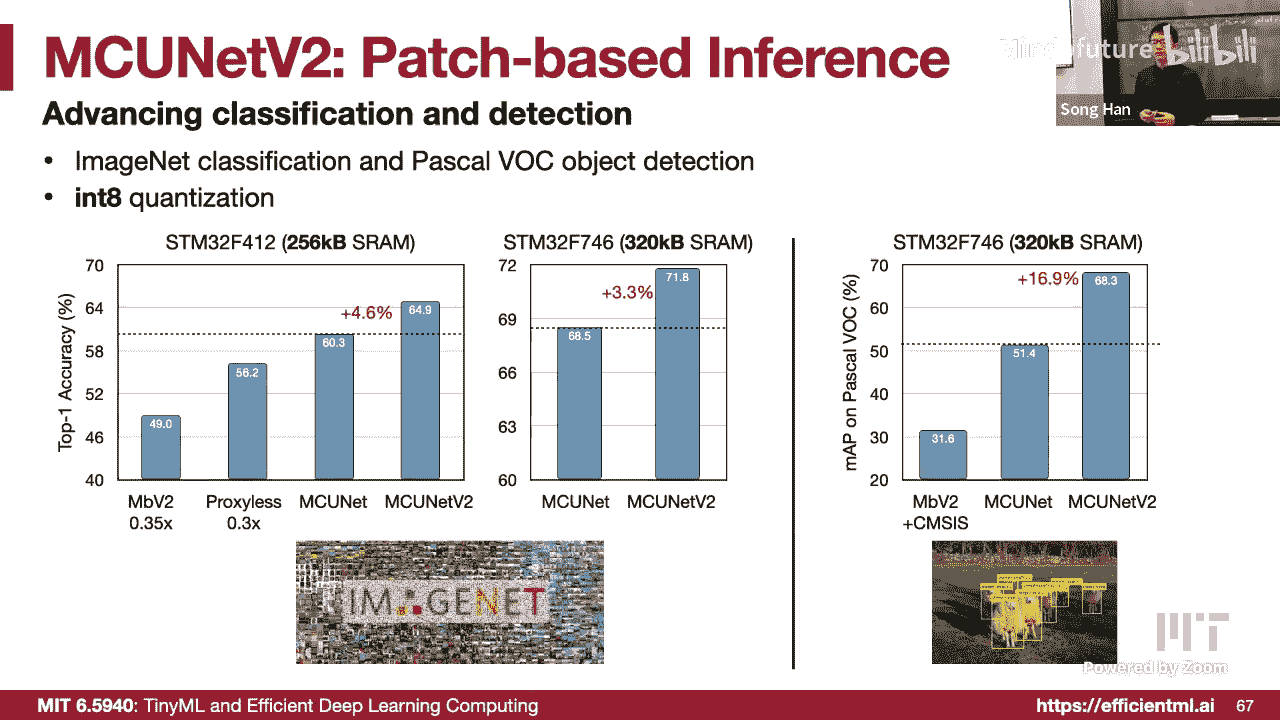 MCUNetV2: Patch-based Inference
Mindofuture bilibili
Song Han
Advancing classification and detection
• ImageNet classification and Pascal VOC object detection
• int8 quantization
STM32F412 (256kB SRAM)
Top-1 Accuracy (%)
70
64
58
52
46
40
49.0
56.2
60.3
+4.6%
64.9
MbV2 0.35x
Proxyless 0.3x
MCUNet
MCUNetV2
STM32F746 (320kB SRAM)
72
69
66
63
60
68.5
+3.3%
71.8
MCUNet
MCUNetV2
STM32F746 (320kB SRAM)
mAP on Pascal VOC (%)
70
60
50
40
30
20
31.6
51.4
+16.9%
68.3
MbV2 +CMSIS
MCUNet
MCUNetV2
IMAGENET
MIT
Powered by Zoom
MIT 6.5940: TinyML and Efficient Deep Learning Computing
https://efficientml.ai
67